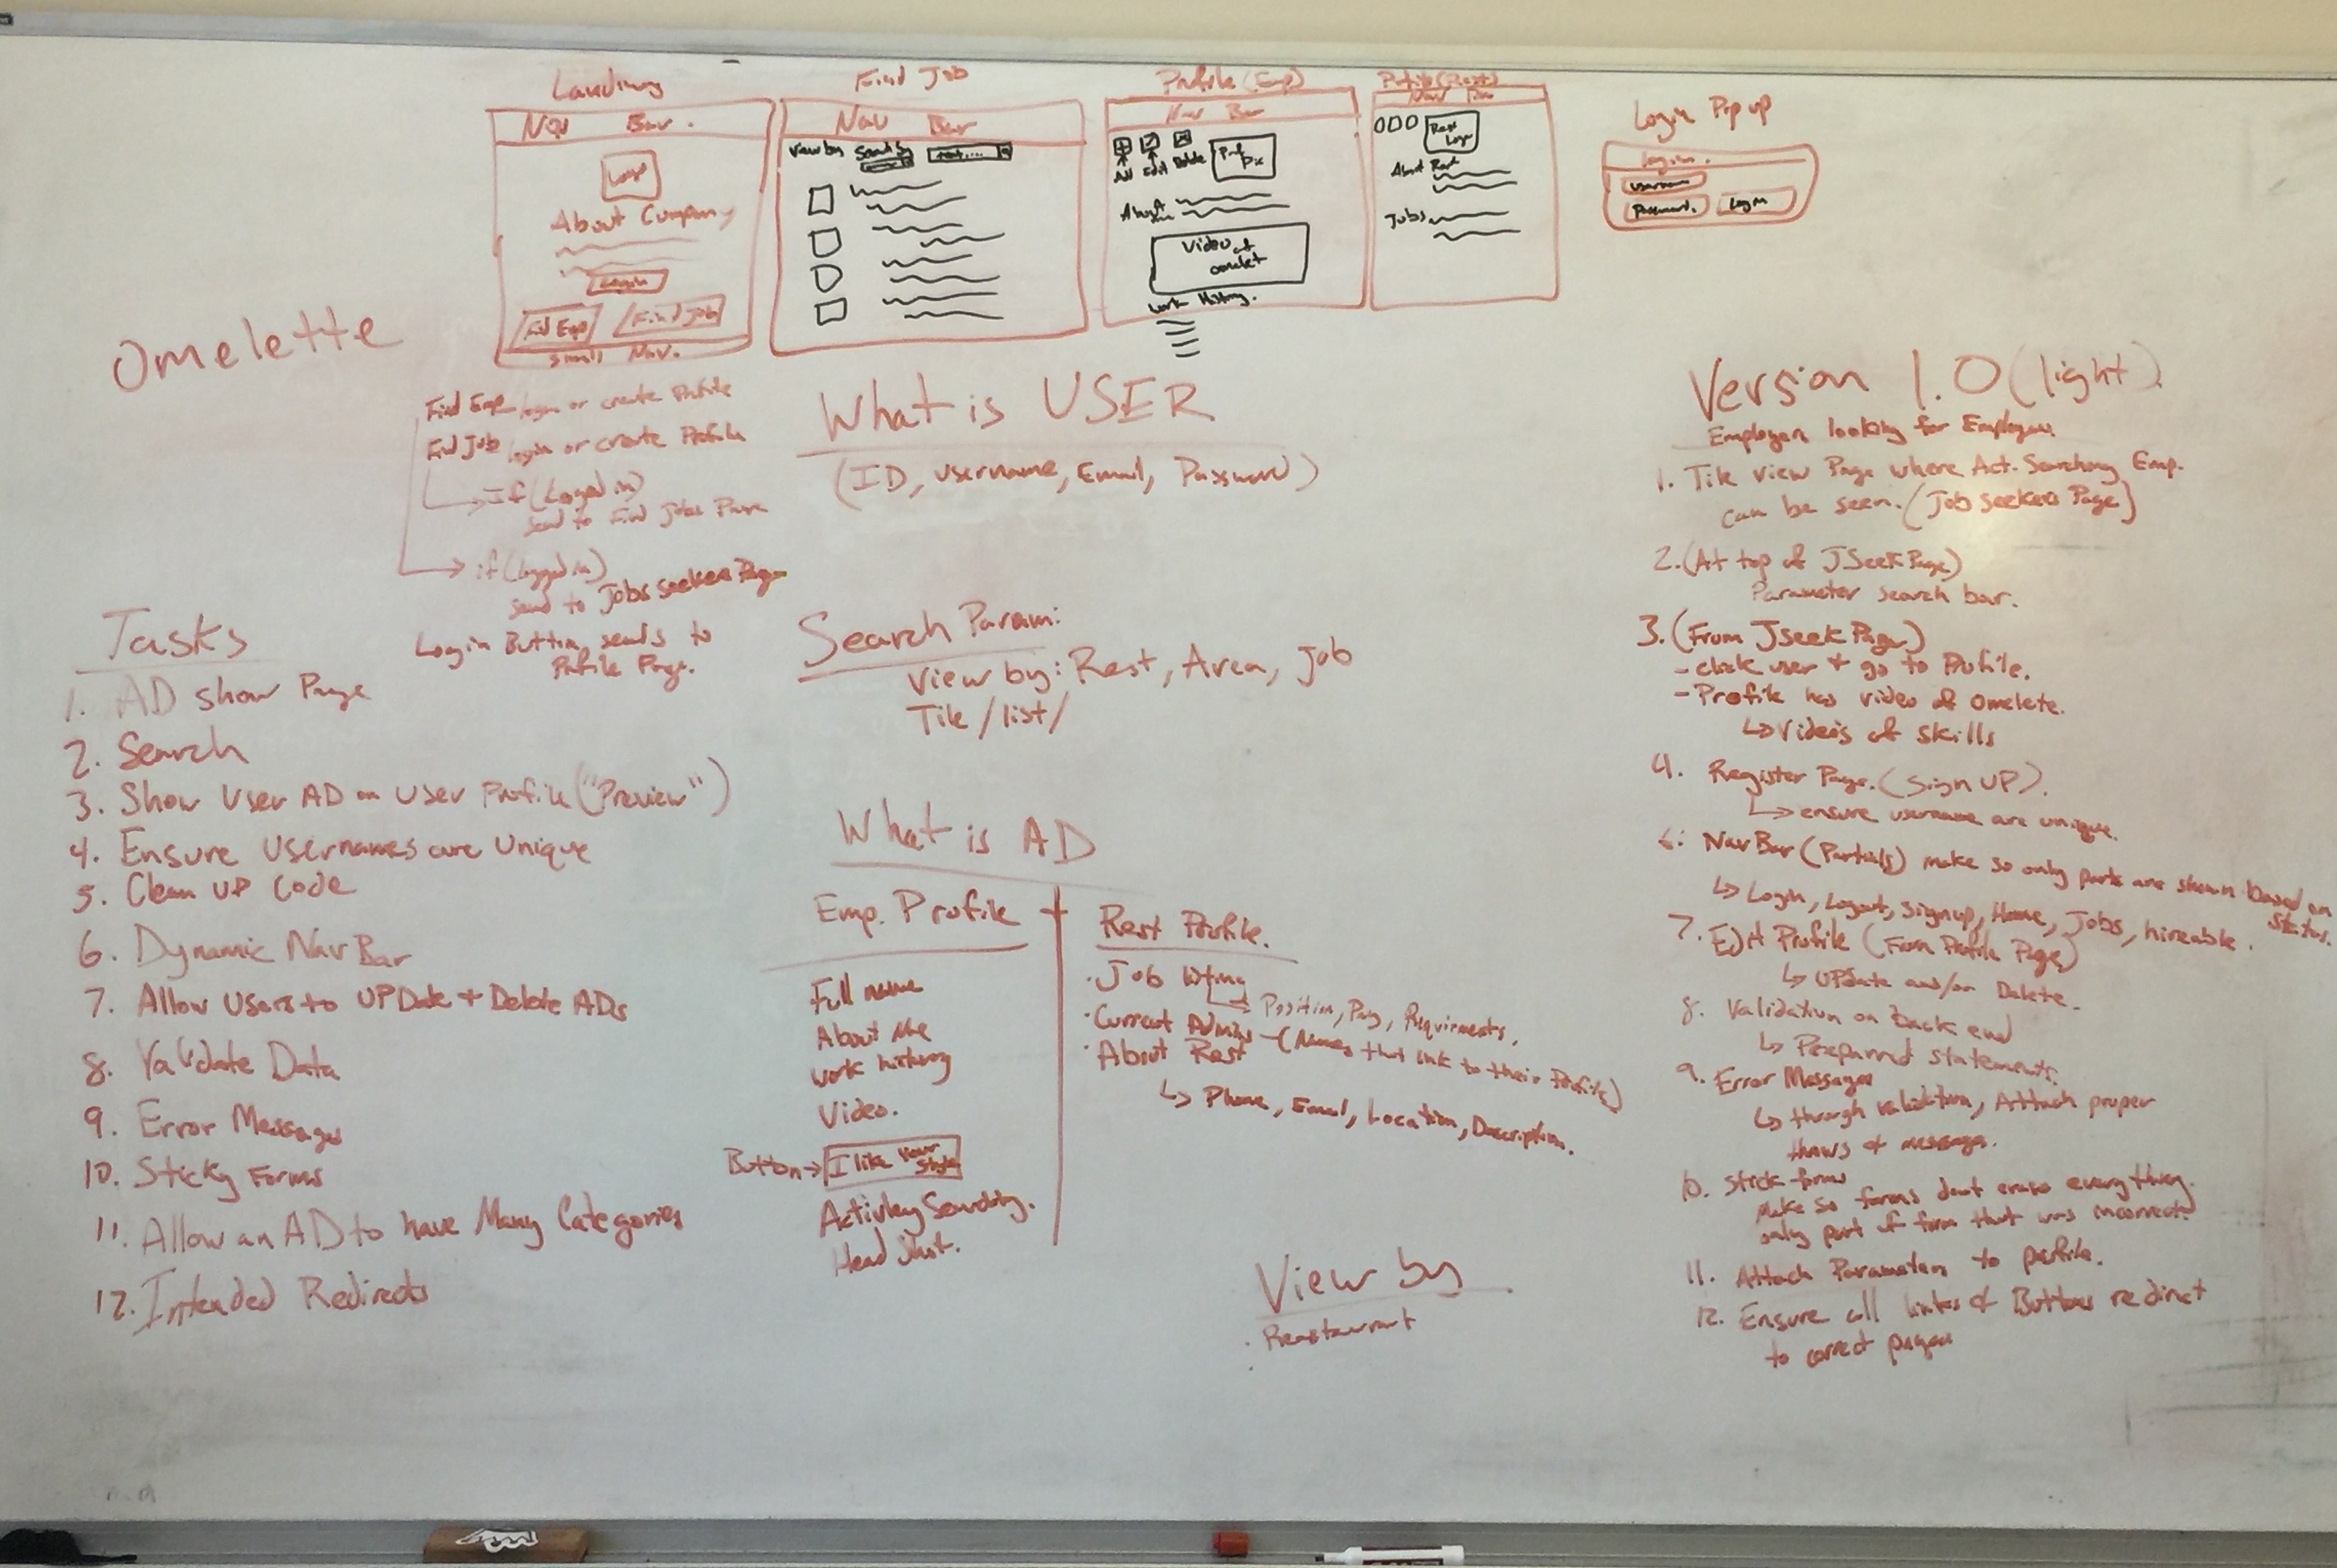 Landing
Nav Bar.
Logo
About Company
Login
Find Emp
Find Job
small Nav.
Find Job
Nav Bar
View by
Search by
text....
Profile (Emp)
Nav Bar
Add Edit Delete
Prof Pix
About me
Video of omelet
Work History.
Profile (Rest)
Nav Bar
Rest Logo
About Rest
Jobs
Login Pop up
login.
username
Password.
Login
Omelette
Find Emp login or create Profile
Find Job login or create Profile
If (Logged in)
send to Find Jobs Page
if (logged in)
send to Jobs seekers Page
Login Button sends to
Profile Page.
Tasks
1. AD show Page
2. Search
3. Show User AD on User Profile ("Preview")
4. Ensure Usernames are Unique
5. Clean UP Code
6. Dynamic Nav Bar
7. Allow Users to UPDate + Delete ADs
8. Validate Data
9. Error Messages
10. Sticky Forms
11. Allow an AD to have Many Categories
12. Intended Redirects
What is USER
(ID, username, Email, Password)
Search Param:
View by: Rest, Area, Job
Tile / list /
What is AD
Emp. Profile +
Full name
About Me
work history
Video.
Button → I like Your Style
Activley Searching.
Head Shot.
Rest Profile.
· Job listing
Position, Pay, Requirments,
· Current Admins - (Names that link to their Profile)
· About Rest
Phone, Email, Location, Description.
View by
· Reastaurant
Version 1.0 (light)
Employers looking for Employees.
1. Tile view Page where Act. Searching Emp.
can be seen. (Job seekers Page)
2. (At top of JSeek Page)
Parameter search bar.
3. (From Jseek Page)
- click user + go to Profile.
- Profile has video of omelete.
Video's of skills
4. Register Page. (Sign UP).
ensure username are unique.
6. Nav Bar (Partials) make so only parts are shown based on
status.
Login, Logout, Signup, Home, Jobs, hireable.
7. Edit Profile (From Profile Page)
UPdate and/or Delete.
8. Validation on back end
Prepared statements.
9. Error Messages
through validation, Attach proper
throws & message.
10. Stick forms
Make so forms dont erase everything.
only part of form that was incorrect.
11. Attach Parameters to profile.
12. Ensure all links & Buttons redirect
to correct pages